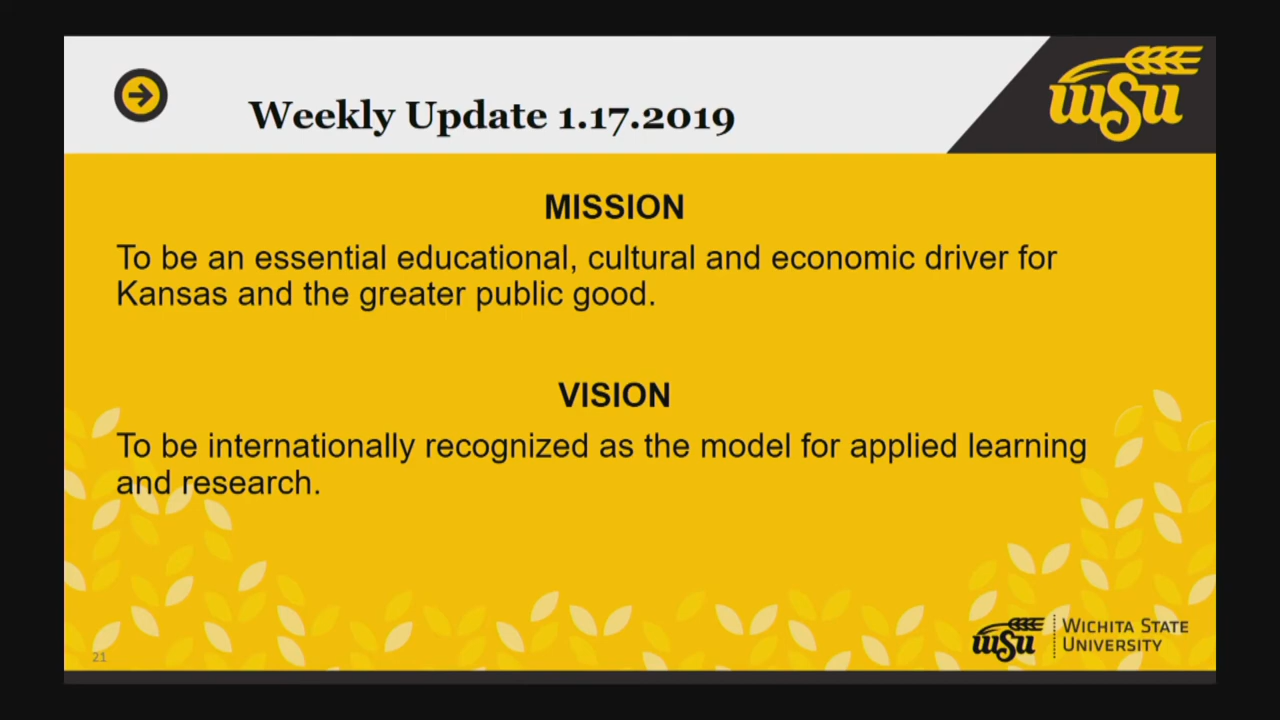 Weekly Update 1.17.2019
WSU
MISSION
To be an essential educational, cultural and economic driver for
Kansas and the greater public good.
VISION
To be internationally recognized as the model for applied learning
and research.
WSU
WICHITA STATE
UNIVERSITY
21